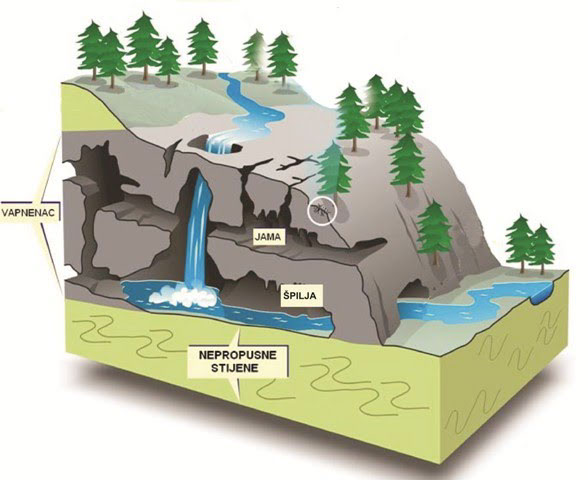 VAPNENAC
JAMA
ŠPILJA
NEPROPUSNE
STIJENE